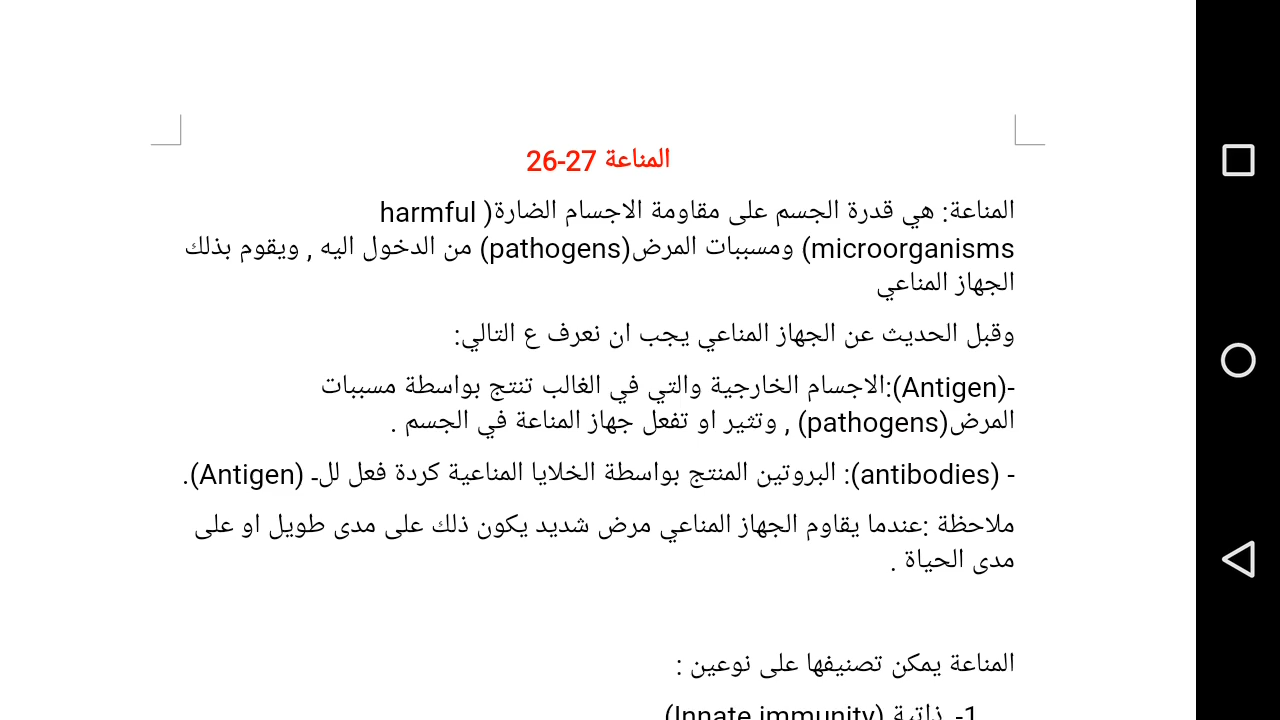 المناعة 27-26
المناعة: هي قدرة الجسم على مقاومة الاجسام الضارة( harmful
microorganisms) ومسببات المرض(pathogens) من الدخول اليه , ويقوم بذلك
الجهاز المناعي
وقبل الحديث عن الجهاز المناعي يجب ان نعرف ع التالي:
-(Antigen):الاجسام الخارجية والتي في الغالب تنتج بواسطة مسببات
المرض(pathogens) , وتثير او تفعل جهاز المناعة في الجسم .
- (antibodies): البروتين المنتج بواسطة الخلايا المناعية كردة فعل للـ (Antigen).
ملاحظة :عندما يقاوم الجهاز المناعي مرض شديد يكون ذلك على مدى طويل او على
مدى الحياة .
المناعة يمكن تصنيفها على نوعين :
1- ذاتية (Innate immunity)